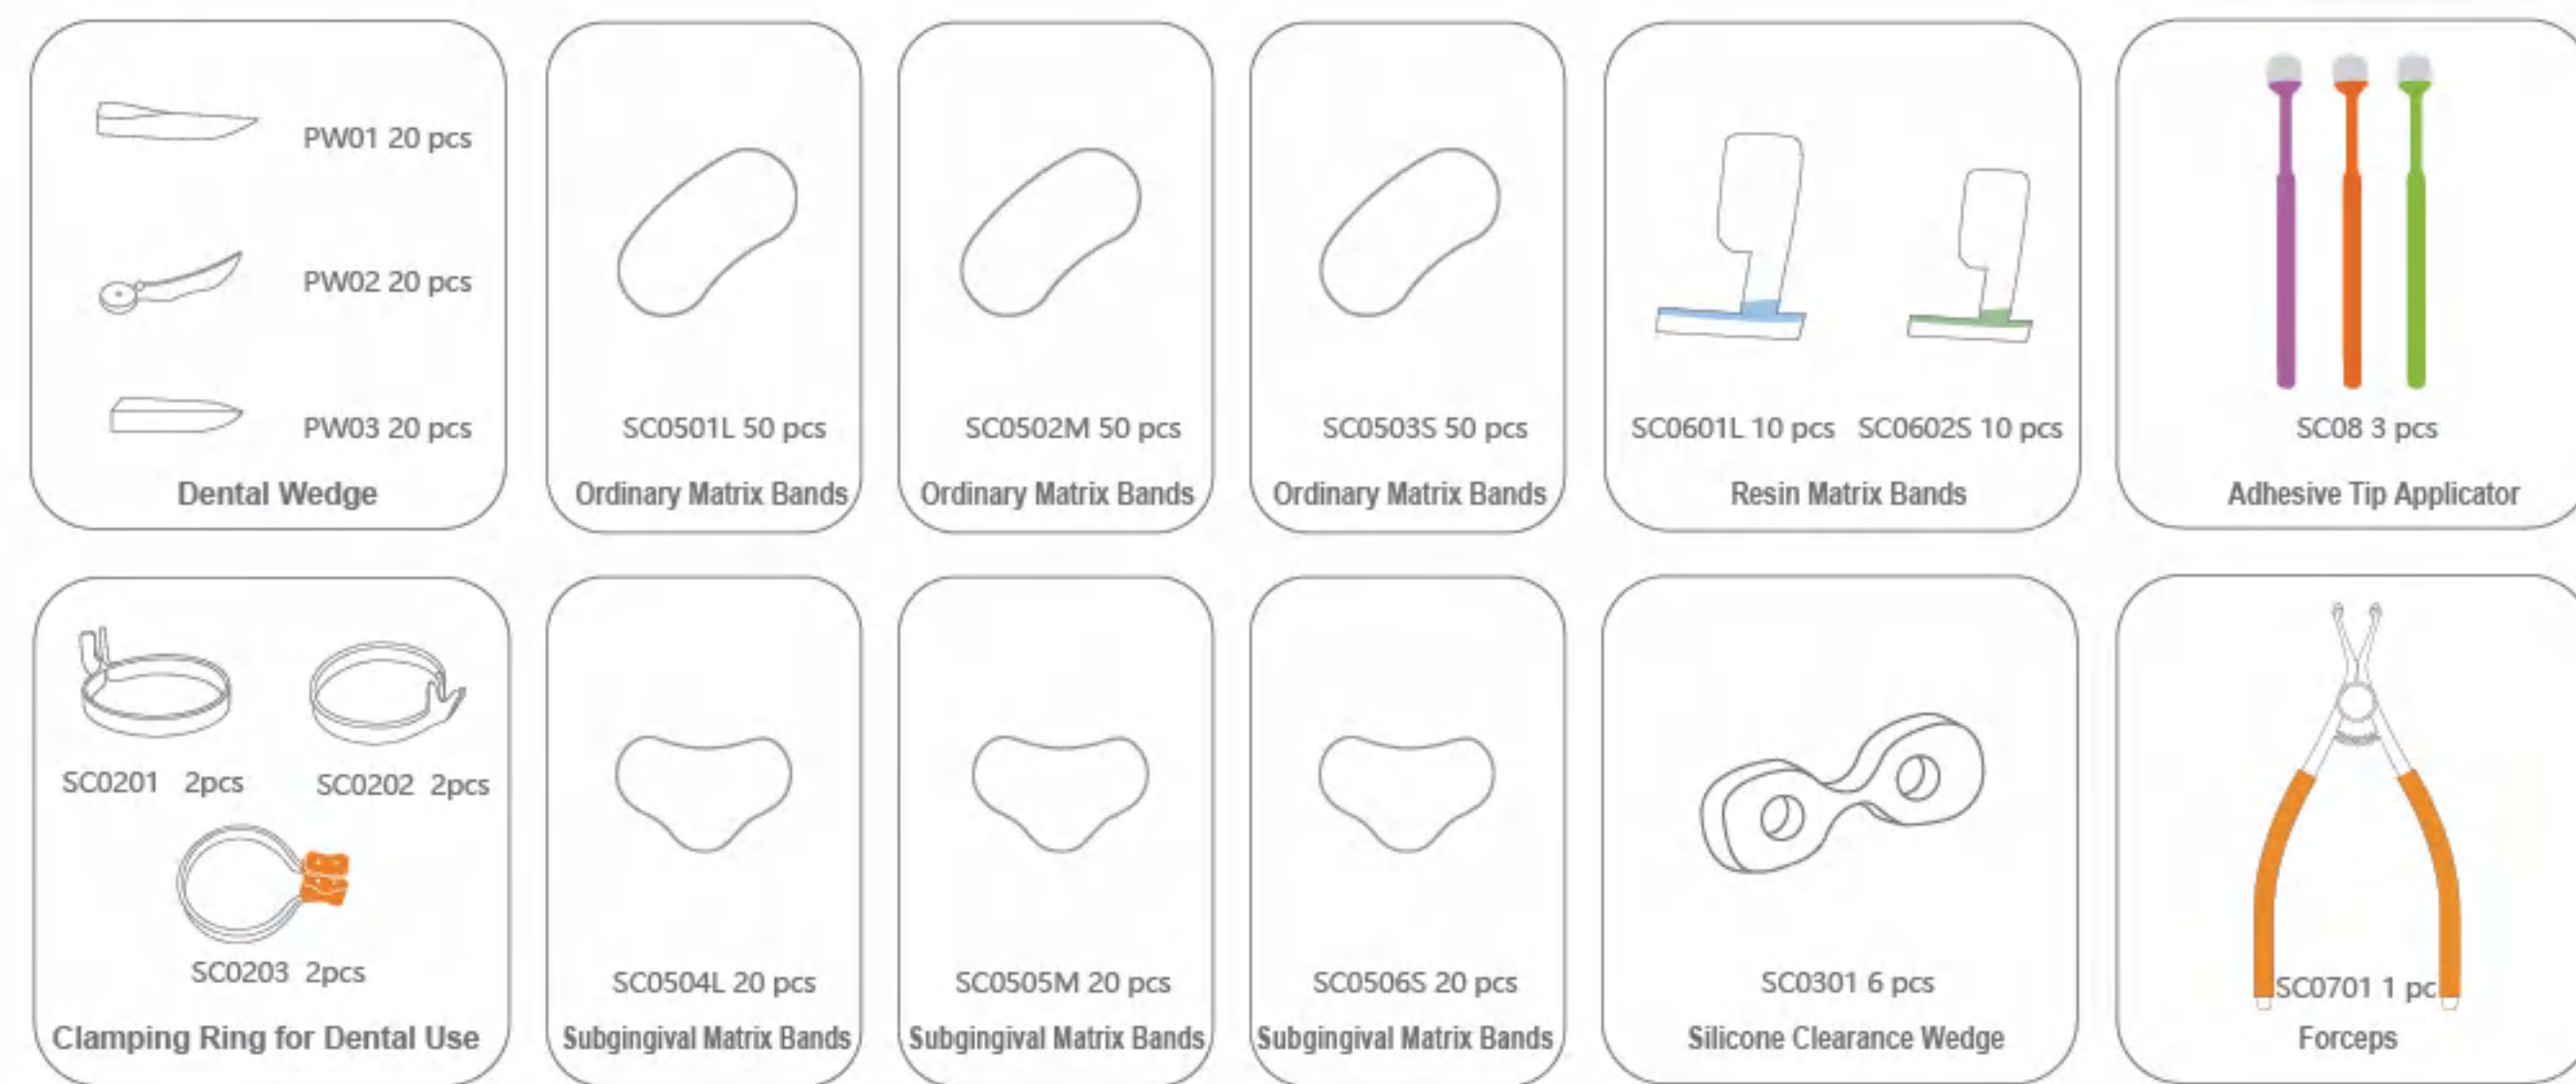 PW01 20 pcs
PW02 20 pcs
PW03 20 pcs
Dental Wedge
SC0501L 50 pcs
Ordinary Matrix Bands
SC0502M 50 pcs
Ordinary Matrix Bands
SC0503S 50 pcs
Ordinary Matrix Bands
SC0601L 10 pcs SC0602S 10 pcs
Resin Matrix Bands
SC08 3 pcs
Adhesive Tip Applicator
SC0201 2pcs SC0202 2pcs
SC0203 2pcs
Clamping Ring for Dental Use
SC0504L 20 pcs
Subgingival Matrix Bands
SC0505M 20 pcs
Subgingival Matrix Bands
SC0506S 20 pcs
Subgingival Matrix Bands
SC0301 6 pcs
Silicone Clearance Wedge
SC0701 1 pc
Forceps